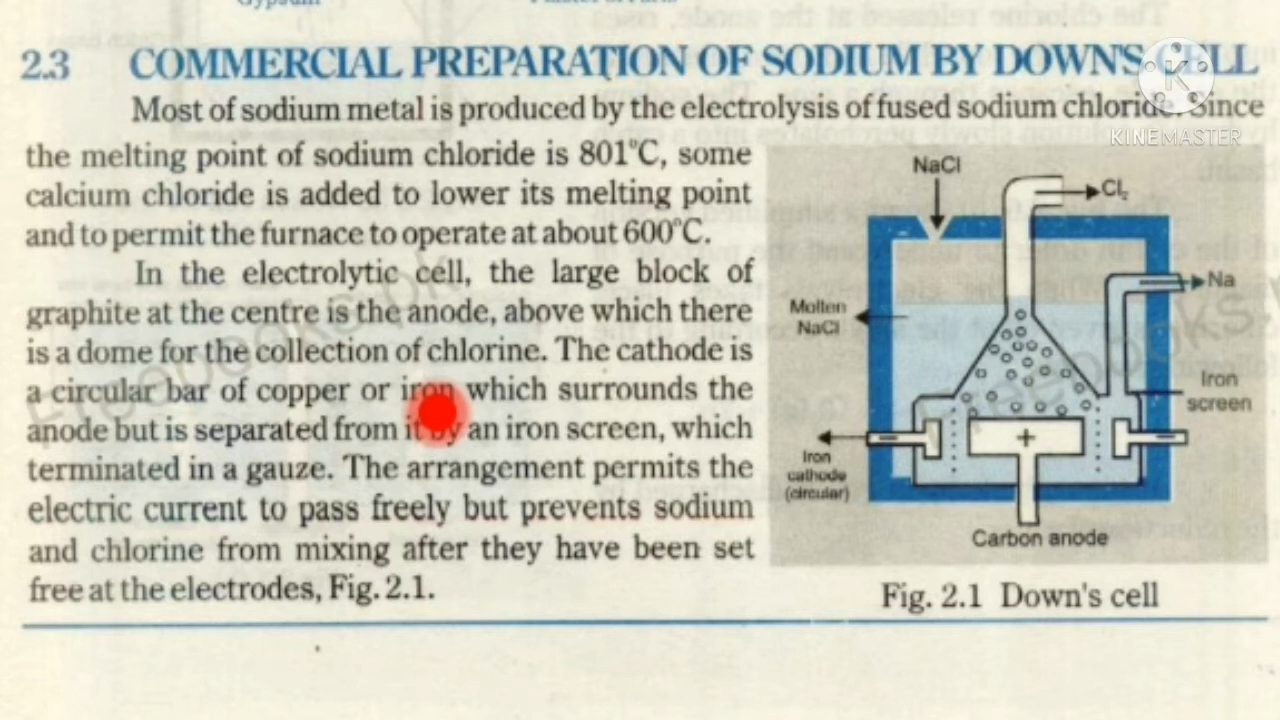 2.3 COMMERCIAL PREPARATION OF SODIUM BY DOWN'S CELL
Most of sodium metal is produced by the electrolysis of fused sodium chloride. Since
the melting point of sodium chloride is 801°C, some
calcium chloride is added to lower its melting point
and to permit the furnace to operate at about 600°C.
In the electrolytic cell, the large block of
graphite at the centre is the anode, above which there
is a dome for the collection of chlorine. The cathode is
a circular bar of copper or iron which surrounds the
anode but is separated from it by an iron screen, which
terminated in a gauze. The arrangement permits the
electric current to pass freely but prevents sodium
and chlorine from mixing after they have been set
free at the electrodes, Fig. 2.1.
K
KINEMASTER
NaCl
Cl₂
Na
Molten
NaCl
Iron
screen
+
Iron
cathode
(circular)
Carbon anode
Fig. 2.1 Down's cell